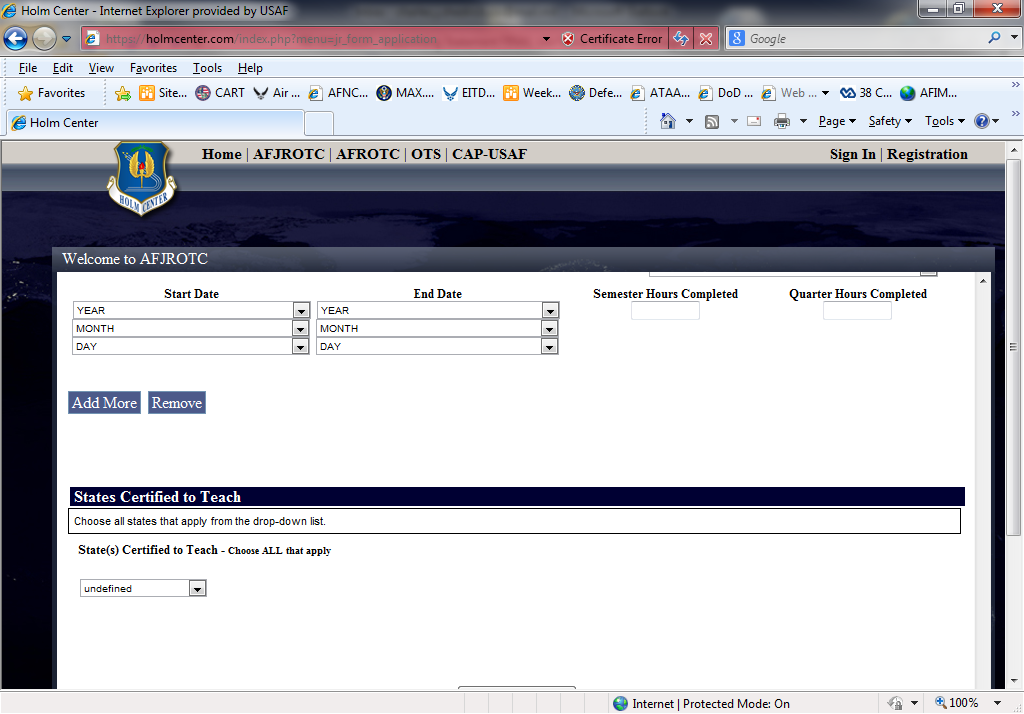 Holm Center - Internet Explorer provided by USAF
https://holmcenter.com/index.php?menu=jr_form_application
Certificate Error
Google
File Edit View Favorites Tools Help
Favorites Site... CART Air ... AFNC... MAX.... EITD... Week... Defe... ATAA... DoD ... Web ... 38 C... AFIM... »
Holm Center
Page Safety Tools »
Home | AFJROTC | AFROTC | OTS | CAP-USAF
Sign In | Registration
HOLM CENTER
Welcome to AFJROTC
Start Date End Date Semester Hours Completed Quarter Hours Completed
YEAR YEAR
MONTH MONTH
DAY DAY
Add More Remove
States Certified to Teach
Choose all states that apply from the drop-down list.
State(s) Certified to Teach - Choose ALL that apply
undefined
Internet | Protected Mode: On
100%